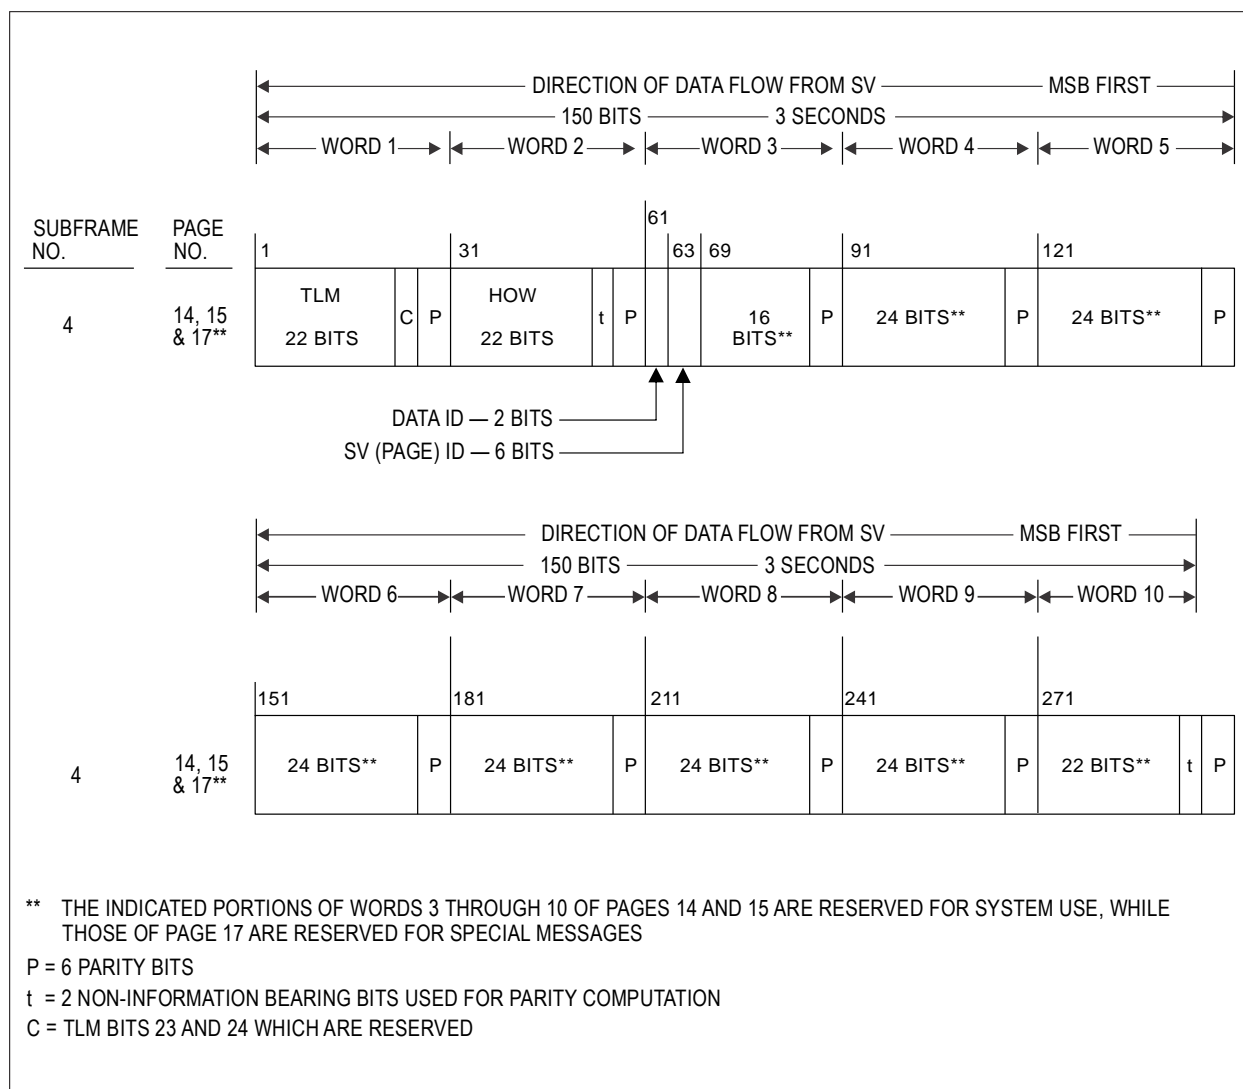 DIRECTION OF DATA FLOW FROM SV MSB FIRST
150 BITS 3 SECONDS
WORD 1 WORD 2 WORD 3 WORD 4 WORD 5
SUBFRAME NO. PAGE NO.
1 31 61 63 69 91 121
4
14, 15 & 17**
TLM 22 BITS
C
P
HOW 22 BITS
t
P
16 BITS**
P
24 BITS**
P
24 BITS**
P
DATA ID — 2 BITS
SV (PAGE) ID — 6 BITS
DIRECTION OF DATA FLOW FROM SV MSB FIRST
150 BITS 3 SECONDS
WORD 6 WORD 7 WORD 8 WORD 9 WORD 10
151 181 211 241 271
4
14, 15 & 17**
24 BITS** P 24 BITS** P 24 BITS** P 24 BITS** P 22 BITS** t P
** THE INDICATED PORTIONS OF WORDS 3 THROUGH 10 OF PAGES 14 AND 15 ARE RESERVED FOR SYSTEM USE, WHILE
THOSE OF PAGE 17 ARE RESERVED FOR SPECIAL MESSAGES
P = 6 PARITY BITS
t = 2 NON-INFORMATION BEARING BITS USED FOR PARITY COMPUTATION
C = TLM BITS 23 AND 24 WHICH ARE RESERVED